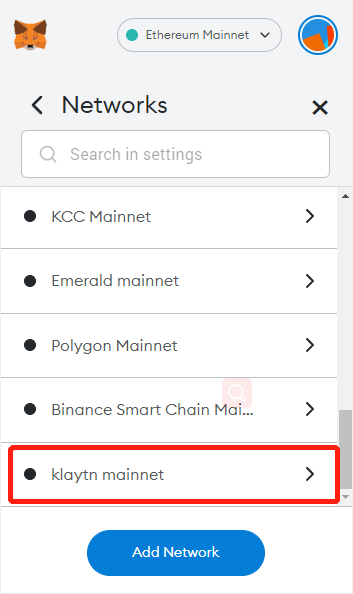 Ethereum Mainnet
Networks
Search in settings
KCC Mainnet
Emerald mainnet
Polygon Mainnet
Binance Smart Chain Mai...
klaytn mainnet
Add Network